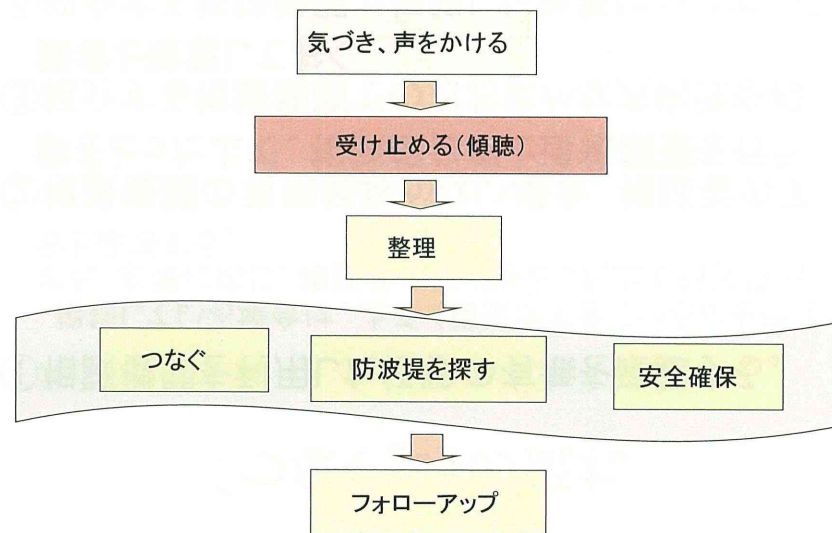 気づき、声をかける
受け止める(傾聴)
整理
つなぐ
防波堤を探す
安全確保
フォローアップ